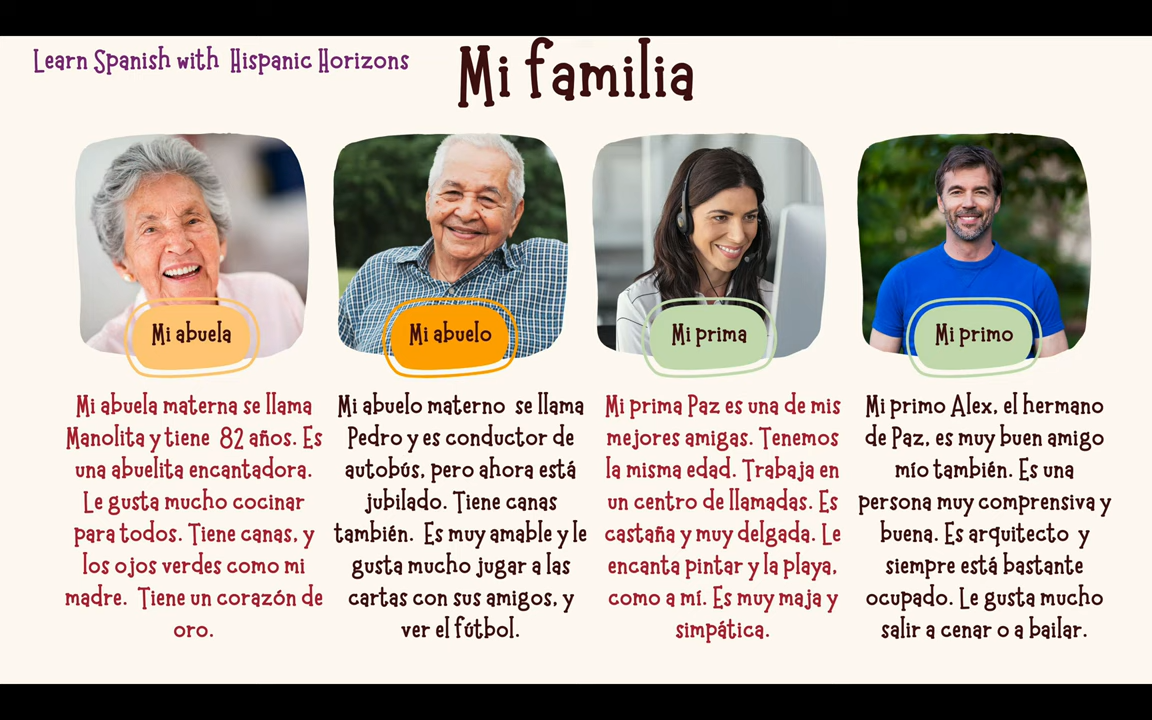 Learn Spanish with Hispanic Horizons
Mi familia
Mi abuela
Mi abuela materna se llama
Manolita y tiene 82 años. Es
una abuelita encantadora.
Le gusta mucho cocinar
para todos. Tiene canas, y
los ojos verdes como mi
madre. Tiene un corazón de
oro.
Mi abuelo
Mi abuelo materno se llama
Pedro y es conductor de
autobús, pero ahora está
jubilado. Tiene canas
también. Es muy amable y le
gusta mucho jugar a las
cartas con sus amigos, y
ver el fútbol.
Mi prima
Mi prima Paz es una de mis
mejores amigas. Tenemos
la misma edad. Trabaja en
un centro de llamadas. Es
castaña y muy delgada. Le
encanta pintar y la playa,
como a mí. Es muy maja y
simpática.
Mi primo
Mi primo Alex, el hermano
de Paz, es muy buen amigo
mío también. Es una
persona muy comprensiva y
buena. Es arquitecto y
siempre está bastante
ocupado. Le gusta mucho
salir a cenar o a bailar.